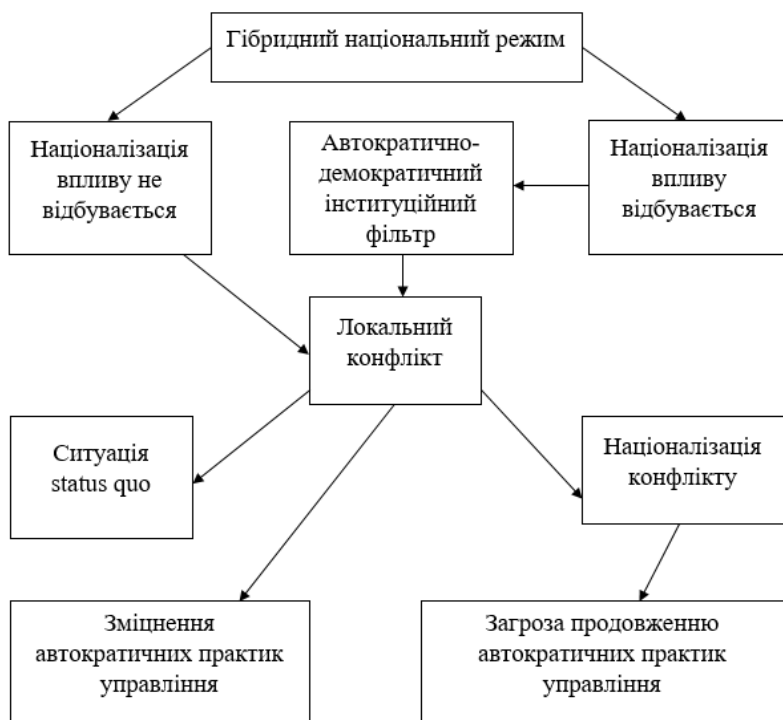 Гібридний національний режим
Націоналізація
впливу не
відбувається
Автократично-
демократичний
інституційний
фільтр
Націоналізація
впливу
відбувається
Локальний
конфлікт
Ситуація
status quo
Націоналізація
конфлікту
Зміцнення
автократичних практик
управління
Загроза продовженню
автократичних практик
управління